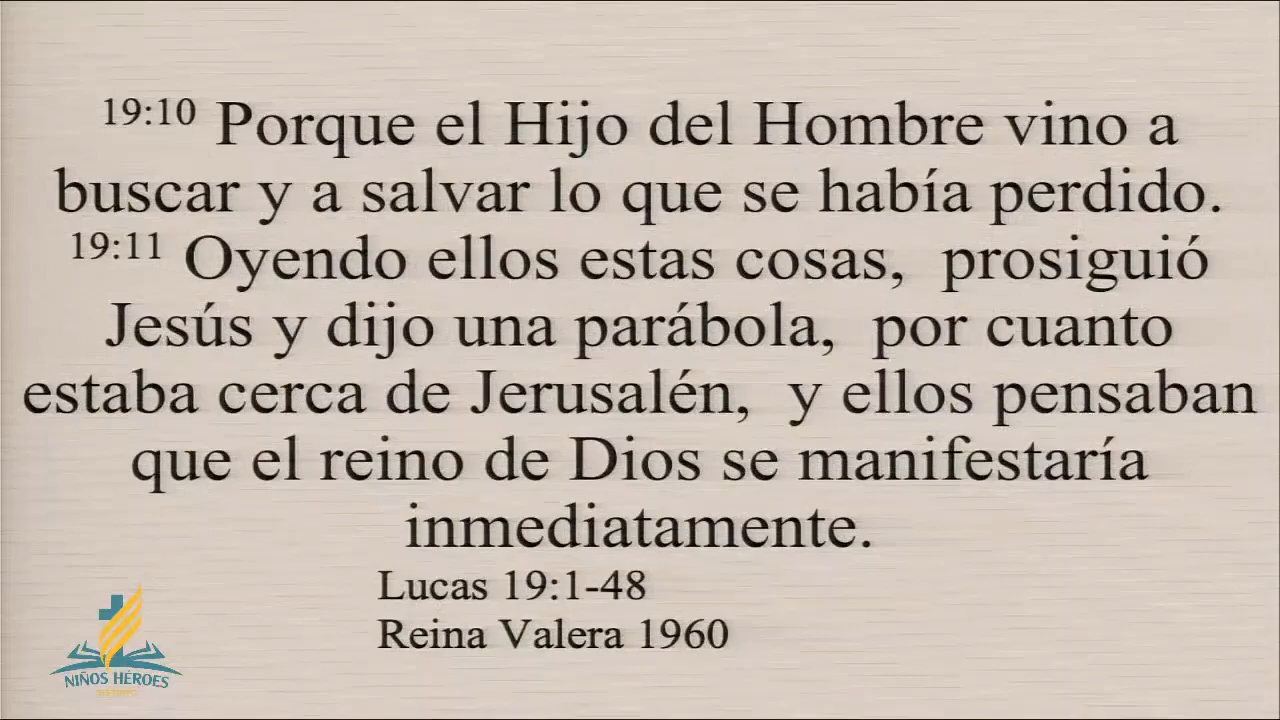 19:10 Porque el Hijo del Hombre vino a
buscar y a salvar lo que se había perdido.
19:11 Oyendo ellos estas cosas,  prosiguió
Jesús y dijo una parábola,  por cuanto
estaba cerca de Jerusalén,  y ellos pensaban
que el reino de Dios se manifestaría
inmediatamente.
Lucas 19:1-48
Reina Valera 1960
NIÑOS HÉROES